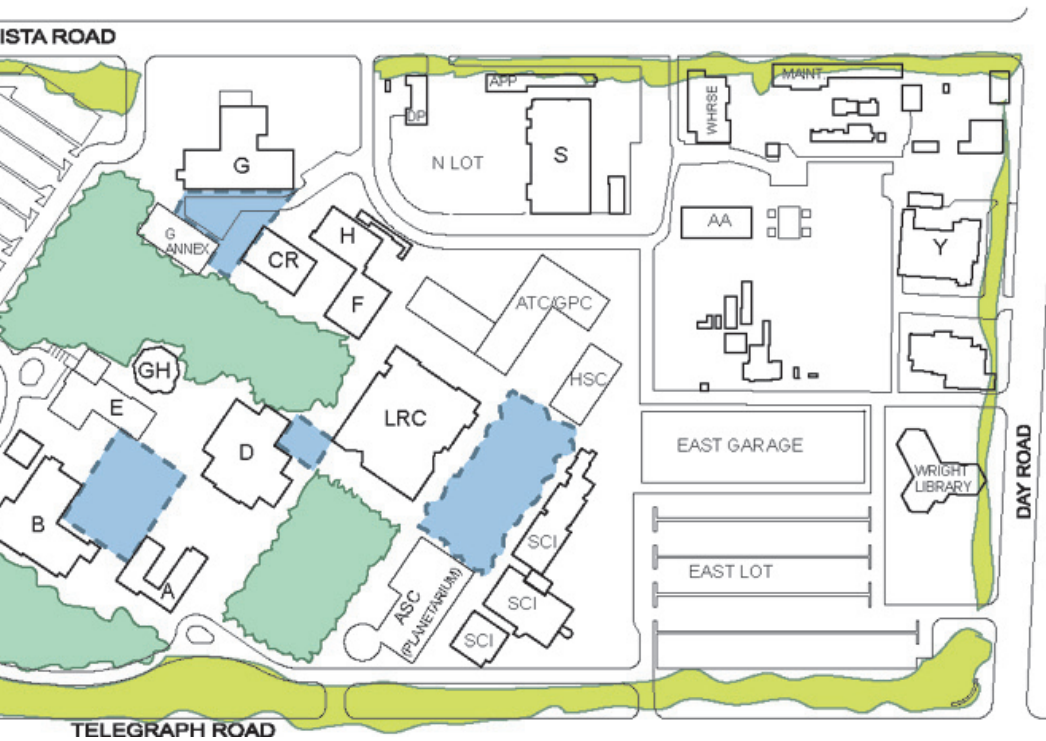 ISTA ROAD
APP
DP
N LOT
S
WHRSE
MAINT
G
G
ANNEX
H
CR
F
AA
Y
ATC/GPC
HSC
GH
E
D
LRC
EAST GARAGE
WRIGHT
LIBRARY
DAY ROAD
B
A
SCI
SCI
SCI
ASC
(PLANETARIUM)
EAST LOT
TELEGRAPH ROAD